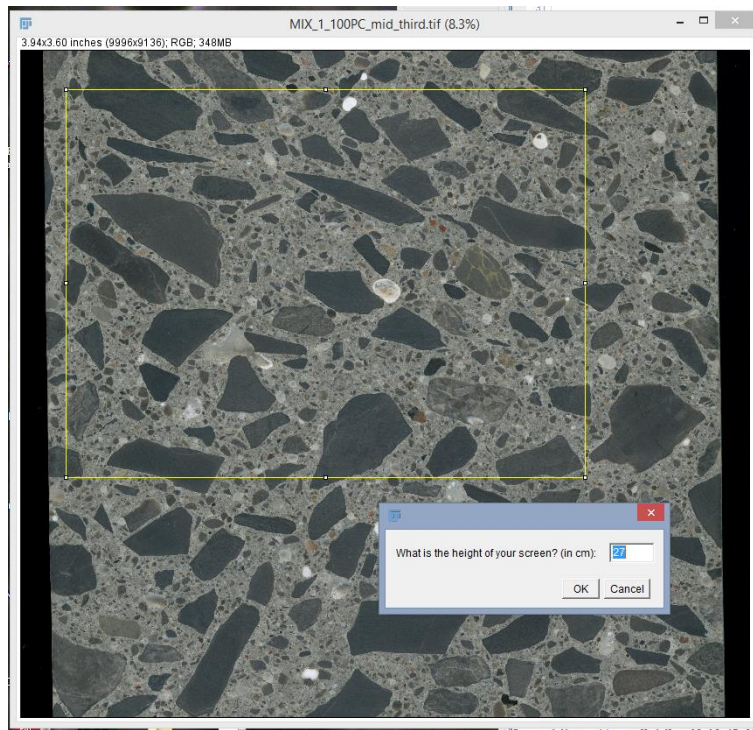 MIX_1_100PC_mid_third.tif (8.3%)
3.94x3.60 inches (9996x9136); RGB; 348MB
What is the height of your screen? (in cm): 27
OK Cancel